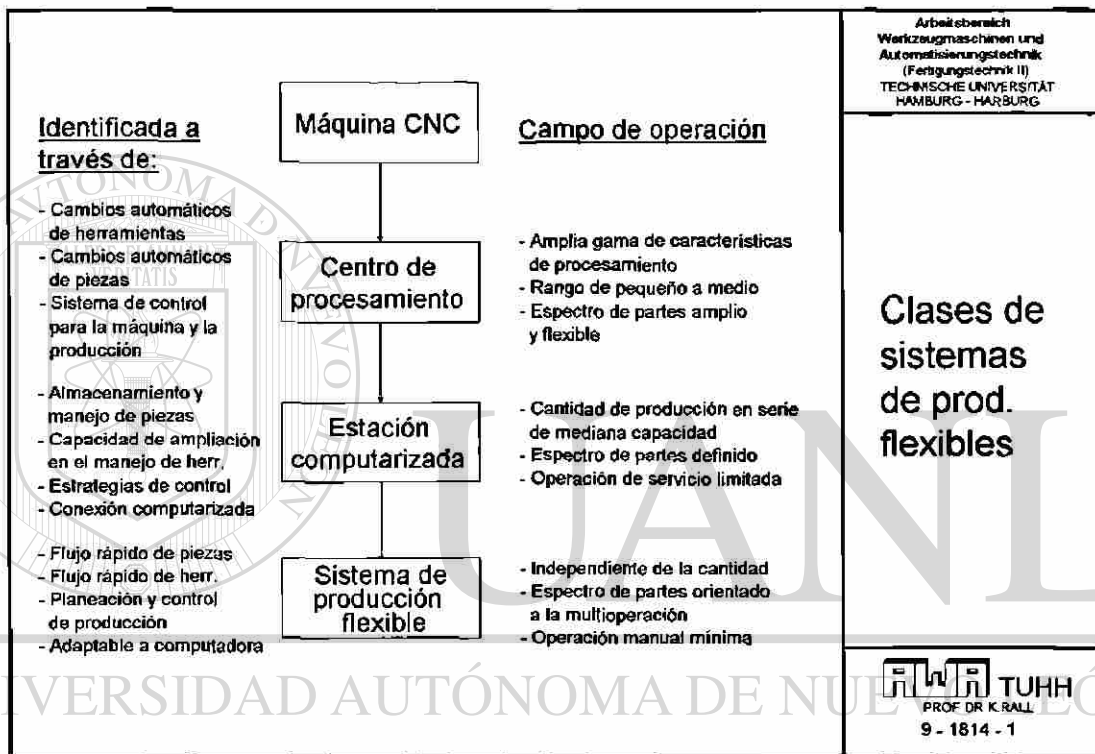 Identificada a
través de:
- Cambios automáticos
de herramientas
- Cambios automáticos
de piezas
- Sistema de control
para la máquina y la
producción
- Almacenamiento y
manejo de piezas
- Capacidad de ampliación
en el manejo de herr.
- Estrategias de control
- Conexión computarizada
- Flujo rápido de piezas
- Flujo rápido de herr.
- Planeación y control
de producción
- Adaptable a computadora
Máquina CNC
Centro de
procesamiento
Estación
computarizada
Sistema de
producción
flexible
Campo de operación
- Amplia gama de características
de procesamiento
- Rango de pequeño a medio
- Espectro de partes amplio
y flexible
- Cantidad de producción en serie
de mediana capacidad
- Espectro de partes definido
- Operación de servicio limitada
- Independiente de la cantidad
- Espectro de partes orientado
a la multioperación
- Operación manual mínima
Arbeitsbereich
Werkzeugmaschinen und
Automatisierungstechnik
(Fertigungstechnik II)
TECHNISCHE UNIVERSITÄT
HAMBURG - HARBURG
Clases de
sistemas
de prod.
flexibles
AWA TUHH
PROF DR K. RALL
9 - 1814 - 1
UANL
VERITATIS